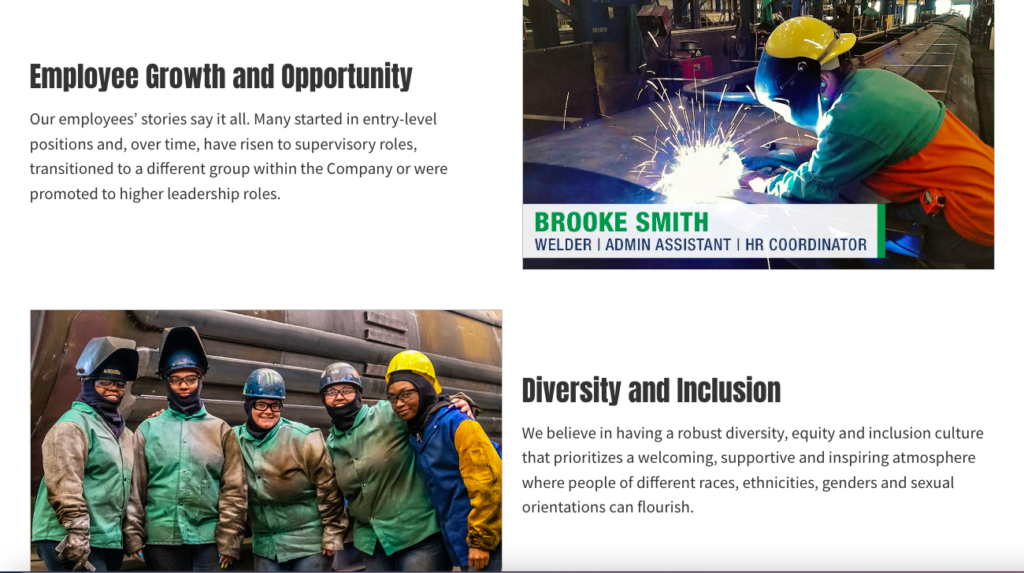 Employee Growth and Opportunity
Our employees’ stories say it all. Many started in entry-level
positions and, over time, have risen to supervisory roles,
transitioned to a different group within the Company or were
promoted to higher leadership roles.
BROOKE SMITH
WELDER | ADMIN ASSISTANT | HR COORDINATOR
Diversity and Inclusion
We believe in having a robust diversity, equity and inclusion culture
that prioritizes a welcoming, supportive and inspiring atmosphere
where people of different races, ethnicities, genders and sexual
orientations can flourish.